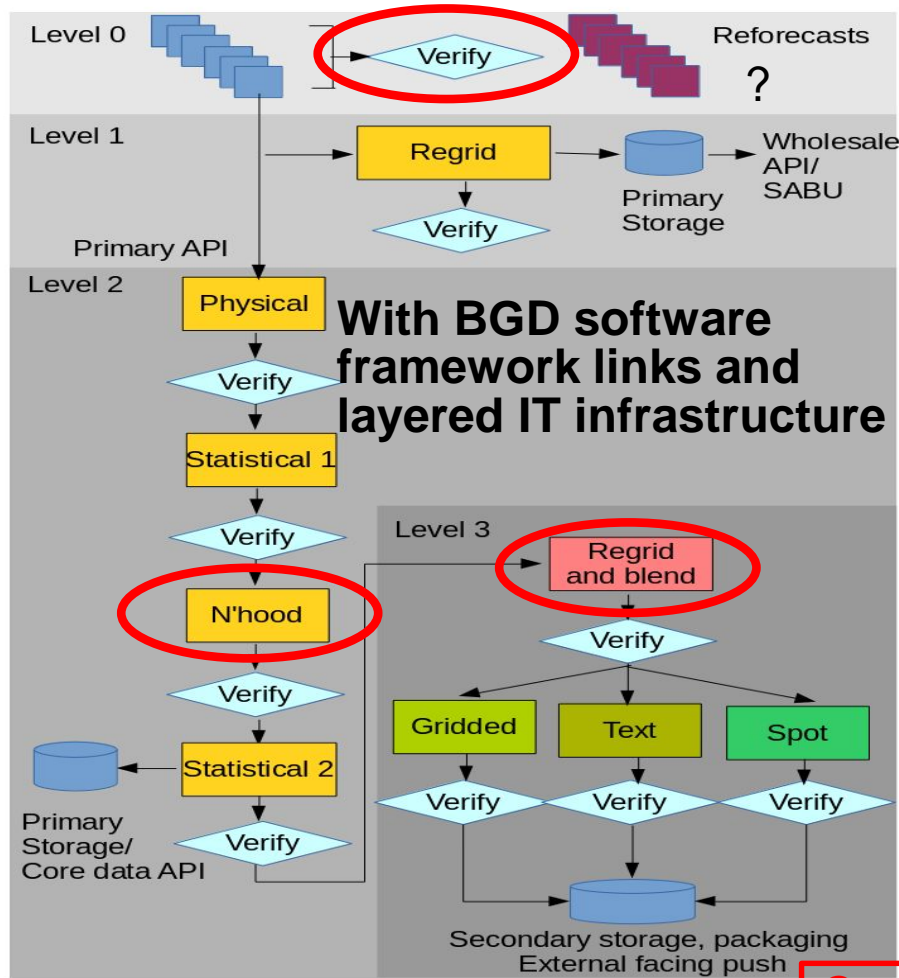 Level 0
Verify
Reforecasts
?
Level 1
Regrid
Wholesale
API/
SABU
Primary
Storage
Verify
Primary API
Level 2
Physical
With BGD software
framework links and
layered IT infrastructure
Verify
Statistical 1
Verify
N'hood
Verify
Statistical 2
Primary
Storage/
Core data API
Verify
Level 3
Regrid
and blend
Verify
Gridded
Text
Spot
Verify
Verify
Verify
Secondary storage, packaging
External facing push